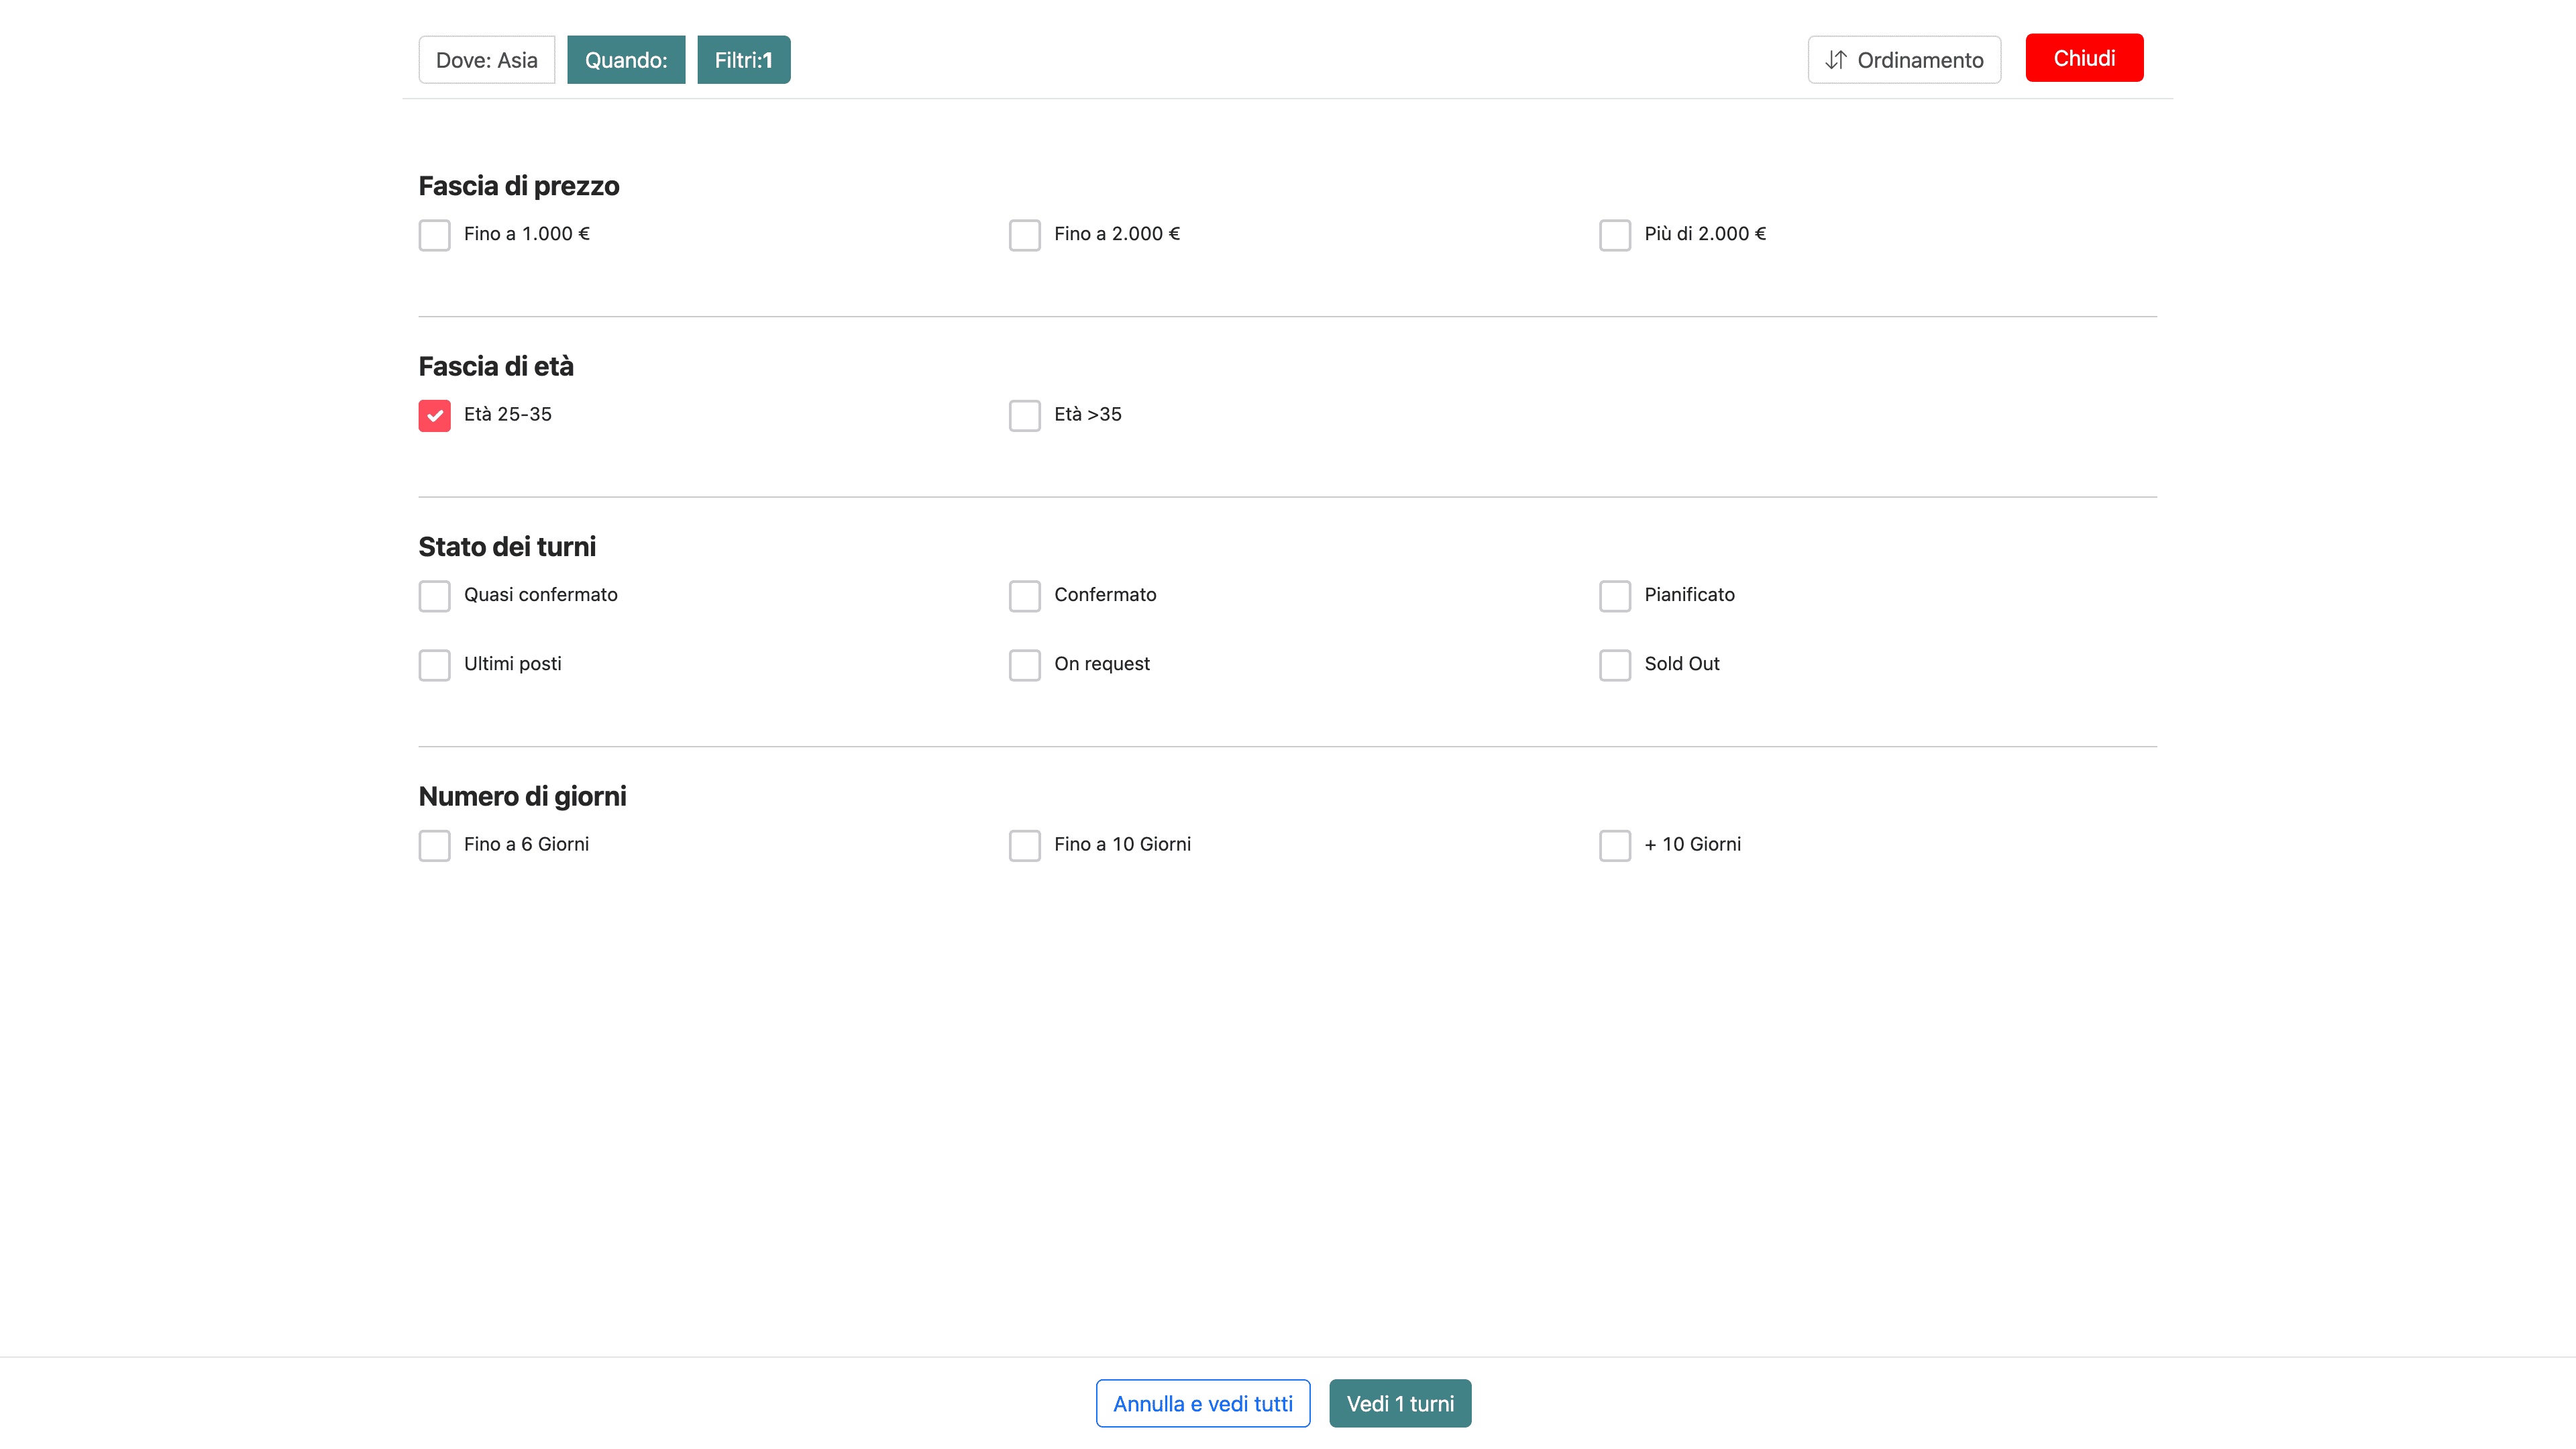 Dove: Asia Quando: Filtri:1 Ordinamento Chiudi
Fascia di prezzo
Fino a 1.000 € Fino a 2.000 € Più di 2.000 €
Fascia di età
Età 25-35 Età >35
Stato dei turni
Quasi confermato Confermato Pianificato
Ultimi posti On request Sold Out
Numero di giorni
Fino a 6 Giorni Fino a 10 Giorni + 10 Giorni
Annulla e vedi tutti Vedi 1 turni